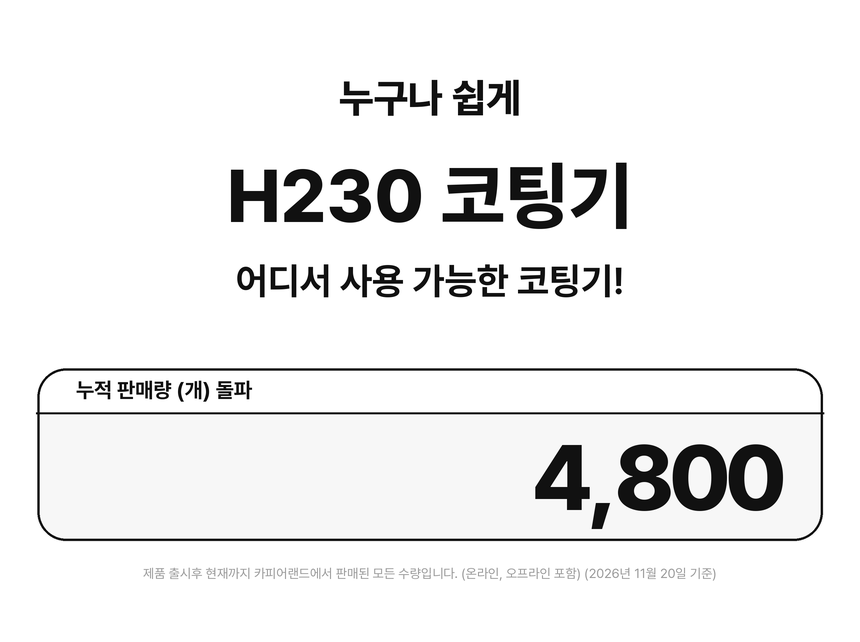 누구나 쉽게
H230 코팅기
어디서 사용 가능한 코팅기!
누적 판매량 (개) 돌파
4,800
제품 출시후 현재까지 카피어랜드에서 판매된 모든 수량입니다. (온라인, 오프라인 포함) (2026년 11월 20일 기준)